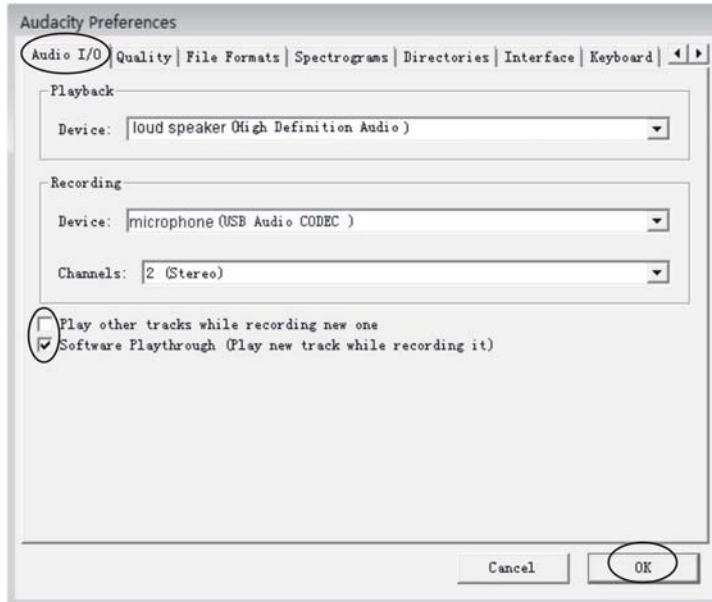 Audacity Preferences
Audio I/O Quality File Formats Spectrograms Directories Interface Keyboard
Playback
Device: loud speaker (High Definition Audio )
Recording
Device: microphone (USB Audio CODEC )
Channels: 2 (Stereo)
Play other tracks while recording new one
Software Playthrough (Play new track while recording it)
Cancel OK